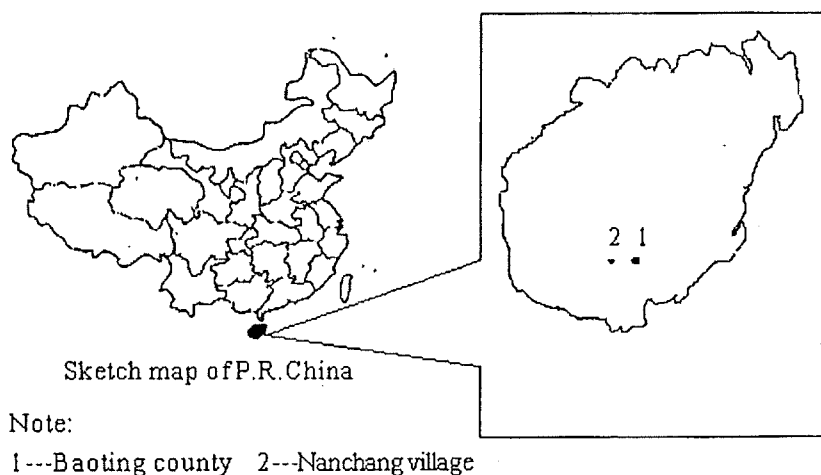 2 1
Sketch map of P.R.China
Note:
1---Baoting county 2---Nanchang village